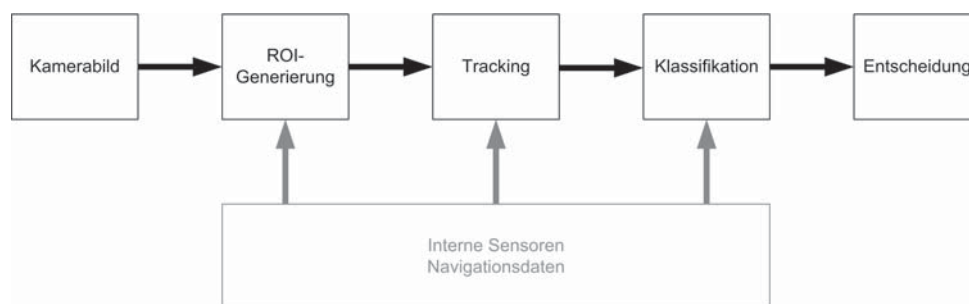 Kamerabild
ROI-
Generierung
Tracking
Klassifikation
Entscheidung
Interne Sensoren
Navigationsdaten